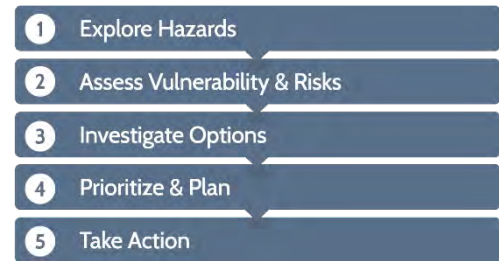 1 Explore Hazards
2 Assess Vulnerability & Risks
3 Investigate Options
4 Prioritize & Plan
5 Take Action